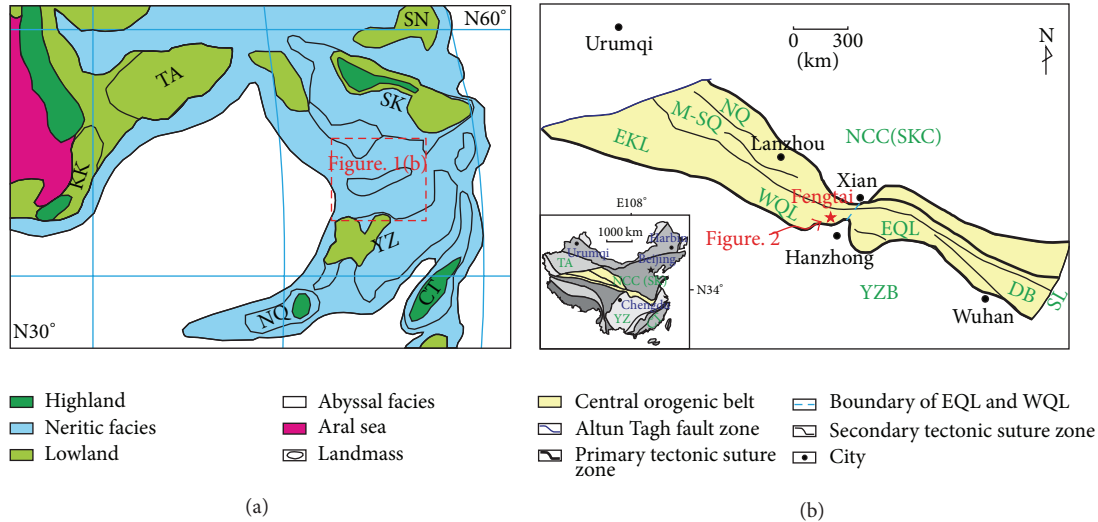 SN
N60°
TA
SK
KK
Figure. 1(b)
YZ
CT
NQ
N30°
Highland
Neritic facies
Lowland
Abyssal facies
Aral sea
Landmass
(a)
Urumqi
0 300
(km)
N
NQ
M-SQ
EKL
Lanzhou
NCC(SKC)
Xian
WQL
Fengtai
EQL
Figure. 2
Hanzhong
YZB
DB
SL
Wuhan
E108°
1000 km
Harbin
Urumqi
Beijing
TA
NCC (SK)
N34°
Chengdu
YZ
Central orogenic belt
Altun Tagh fault zone
Primary tectonic suture
zone
Boundary of EQL and WQL
Secondary tectonic suture zone
City
(b)